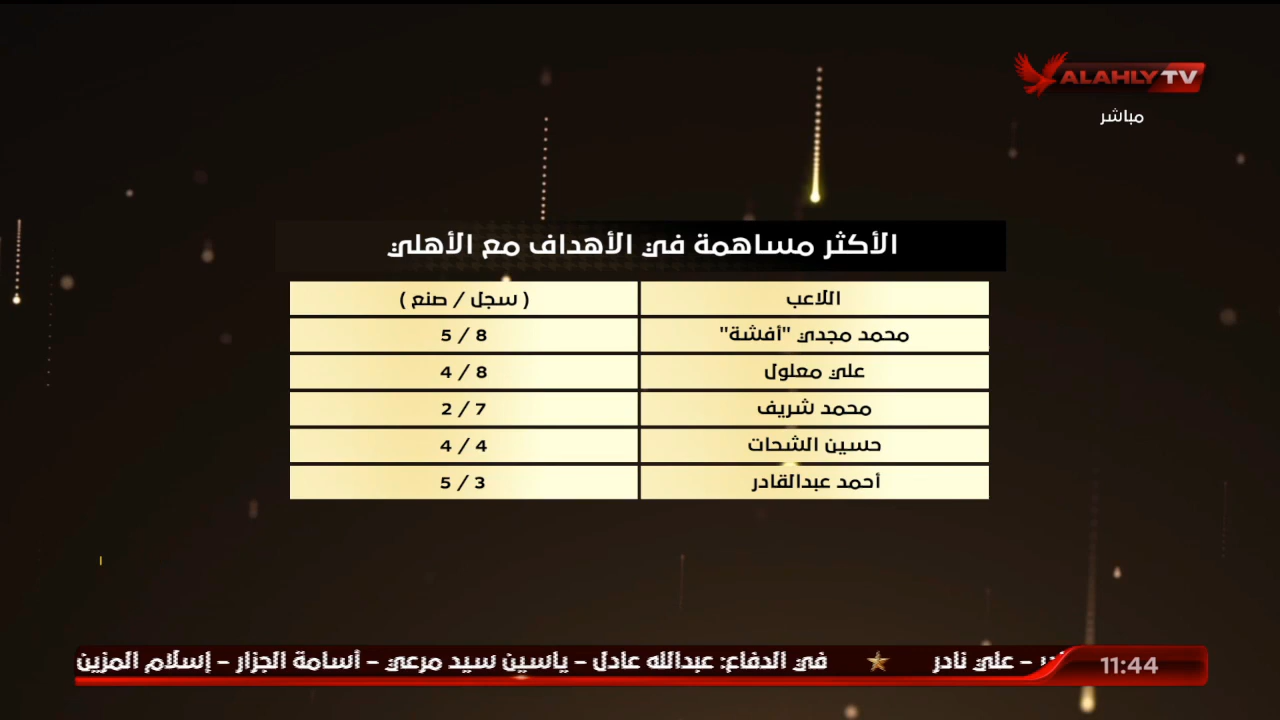 ALAHLY TV
مباشر
الأكثر مساهمة في الأهداف مع الأهلي
اللاعب ( سجل / صنع )
محمد مجدي "أفشة" 8 / 5
علي معلول 8 / 4
محمد شريف 7 / 2
حسين الشحات 4 / 4
أحمد عبدالقادر 3 / 5
– علي نادر ★ في الدفاع: عبدالله عادل – ياسين سيد مرعي – أسامة الجزار – إسلام المزين
11:44